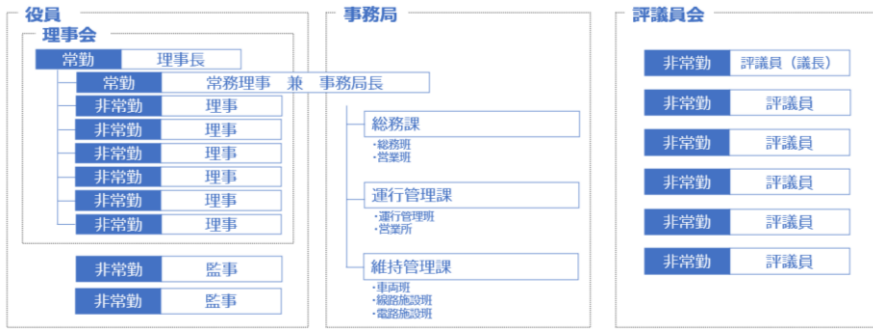 役員
理事会
常勤 理事長
常勤 常務理事 兼 事務局長
非常勤 理事
非常勤 理事
非常勤 理事
非常勤 理事
非常勤 理事
非常勤 理事
非常勤 監事
非常勤 監事
事務局
総務課
・総務班
・営業班
運行管理課
・運行管理班
・営業所
維持管理課
・車両班
・線路施設班
・電路施設班
評議員会
非常勤 評議員（議長）
非常勤 評議員
非常勤 評議員
非常勤 評議員
非常勤 評議員
非常勤 評議員